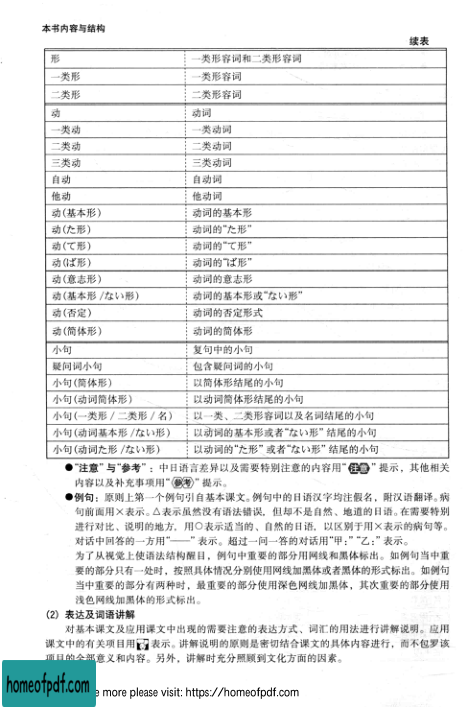 本书内容与结构
续表
形 一类形容词和二类形容词
一类形 一类形容词
二类形 二类形容词
动 动词
一类动 一类动词
二类动 二类动词
三类动 三类动词
自动 自动词
他动 他动词
动(基本形) 动词的基本形
动(た形) 动词的“た形”
动(て形) 动词的“て形”
动(ば形) 动词的“ば形”
动(意志形) 动词的意志形
动(基本形/ない形) 动词的基本形或“ない形”
动(否定) 动词的否定形式
动(简体形) 动词的简体形
小句 复句中的小句
疑问词小句 包含疑问词的小句
小句(简体形) 以简体形结尾的小句
小句(动词简体形) 以动词简体形结尾的小句
小句(一类形/二类形/名) 以一类、二类形容词以及名词结尾的小句
小句(动词基本形/ない形) 以动词的基本形或者“ない形”结尾的小句
小句(动词た形/ない形) 以动词的“た形”或者“ない形”结尾的小句
●“注意”与“参考”：中日语言差异以及需要特别注意的内容用“注意”提示，其他相关
内容以及补充事项用“参考”提示。
●例句：原则上第一个例句引自基本课文。例句中的日语汉字均注假名，附汉语翻译。病
句前面用×表示。△表示虽然没有语法错误，但却不是自然、地道的日语。在需要特别
进行对比、说明的地方，用○表示适当的、自然的日语，以区别于用×表示的病句等。
对话中回答的一方用“——”表示。超过一问一答的对话用“甲：”“乙：”表示。
为了从视觉上使语法结构醒目，例句中重要的部分用网线和黑体标出。如例句当中重
要的部分只有一处时，按照具体情况分别使用网线加黑体或者黑体的形式标出。如例句
当中重要的部分有两种时，最重要的部分使用深色网线加黑体，其次重要的部分使用
浅色网线加黑体的形式标出。
(2) 表达及词语讲解
对基本课文及应用课文中出现的需要注意的表达方式、词汇的用法进行讲解说明。应用
课文中的有关项目用表示。讲解说明的原则是密切结合课文的具体内容进行，而不包罗该
项目的全部意义和内容。另外，讲解时充分照顾到文化方面的因素。
homeofpdf.com
e more please visit: https://homeofpdf.com